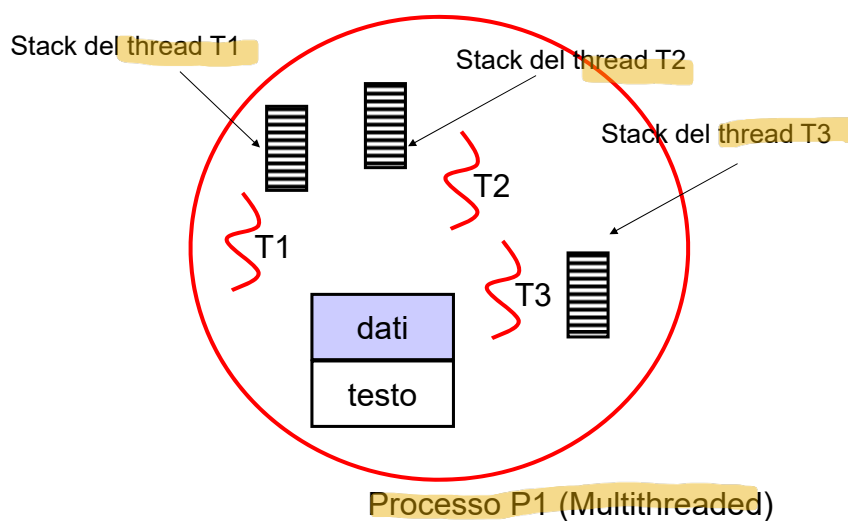 Stack del thread T1
Stack del thread T2
Stack del thread T3
T2
T1
T3
dati
testo
Processo P1 (Multithreaded)